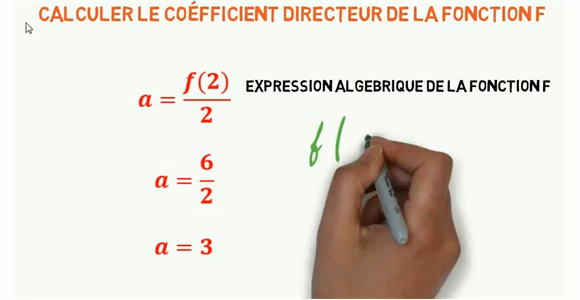 CALCULER LE COÉFFICIENT DIRECTEUR DE LA FONCTION F
a = f(2)/2
EXPRESSION ALGEBRIQUE DE LA FONCTION F
f(
a = 6/2
a = 3